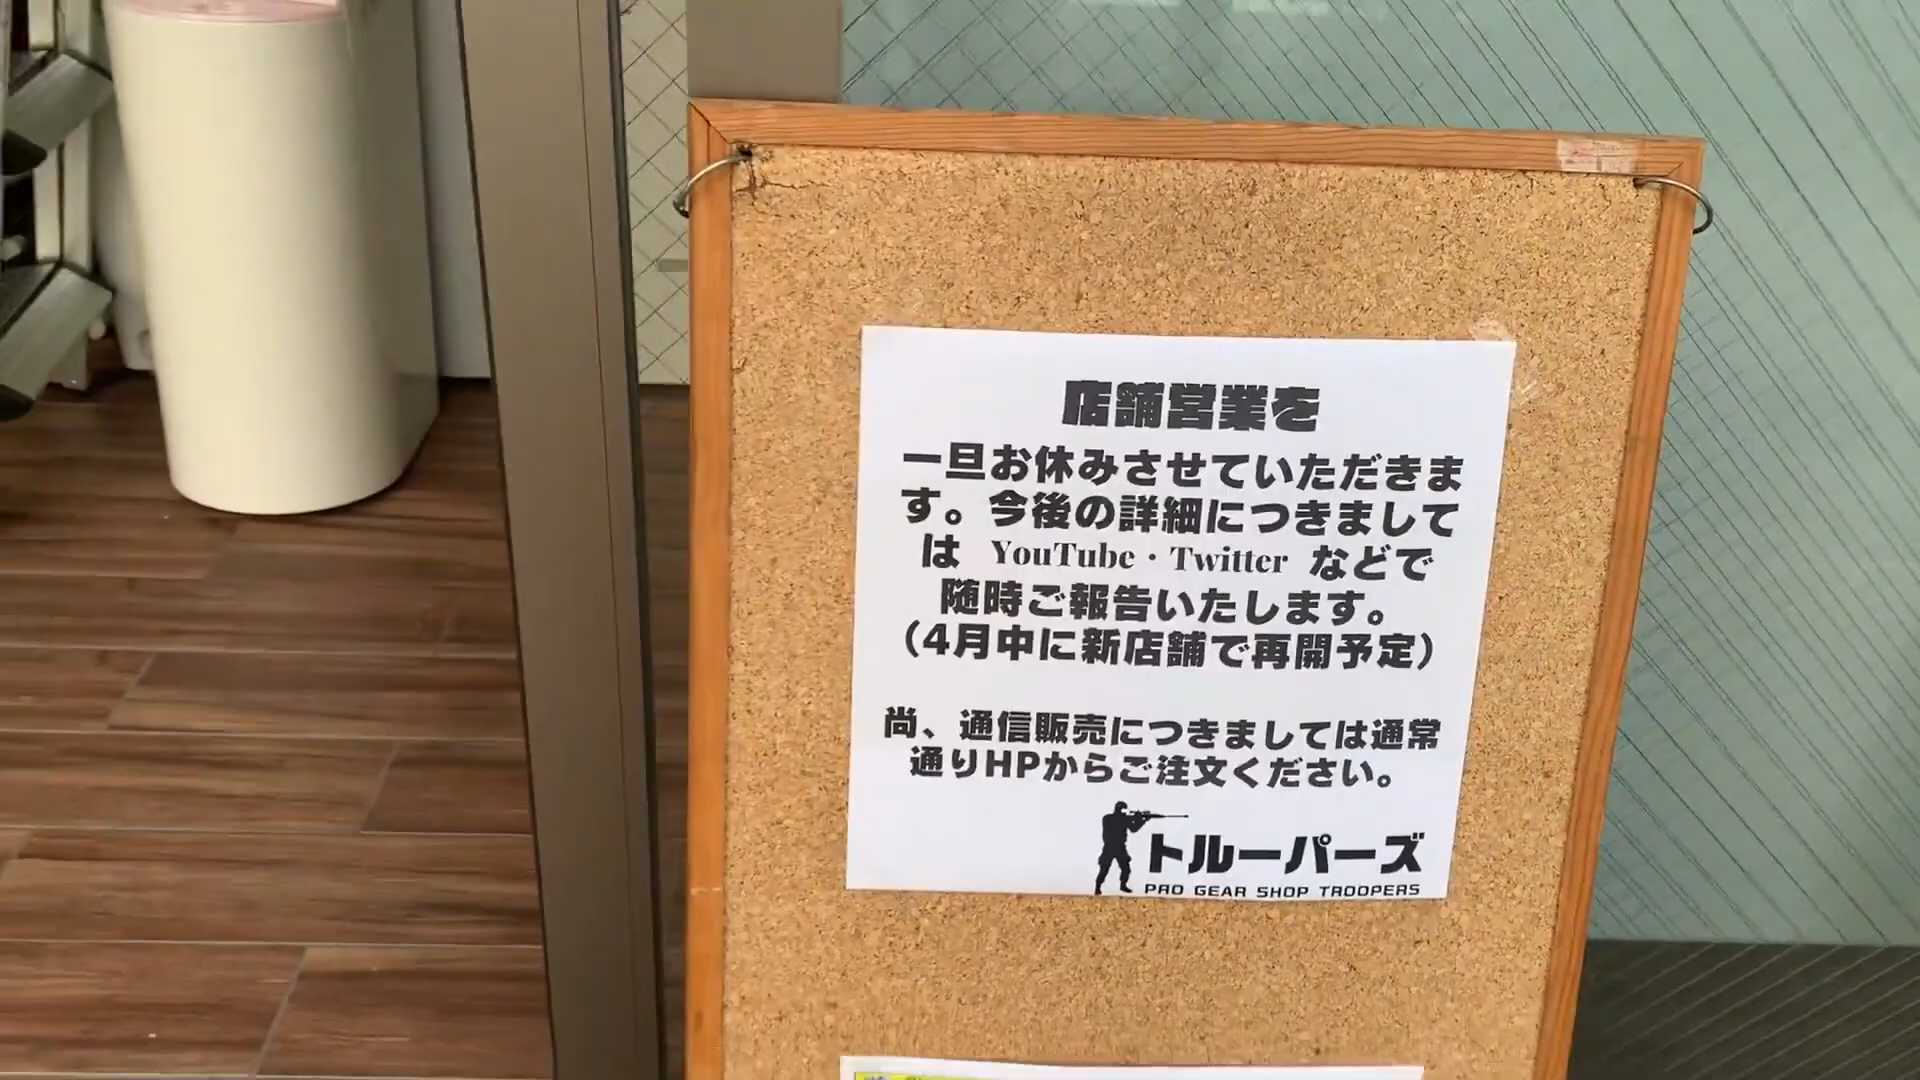 店舗営業を
一旦お休みさせていただきま
す。今後の詳細につきまして
は YouTube・Twitter などで
随時ご報告いたします。
（4月中に新店舗で再開予定）
尚、通信販売につきましては通常
通りHPからご注文ください。
トルーパーズ
PRO GEAR SHOP TROOPERS